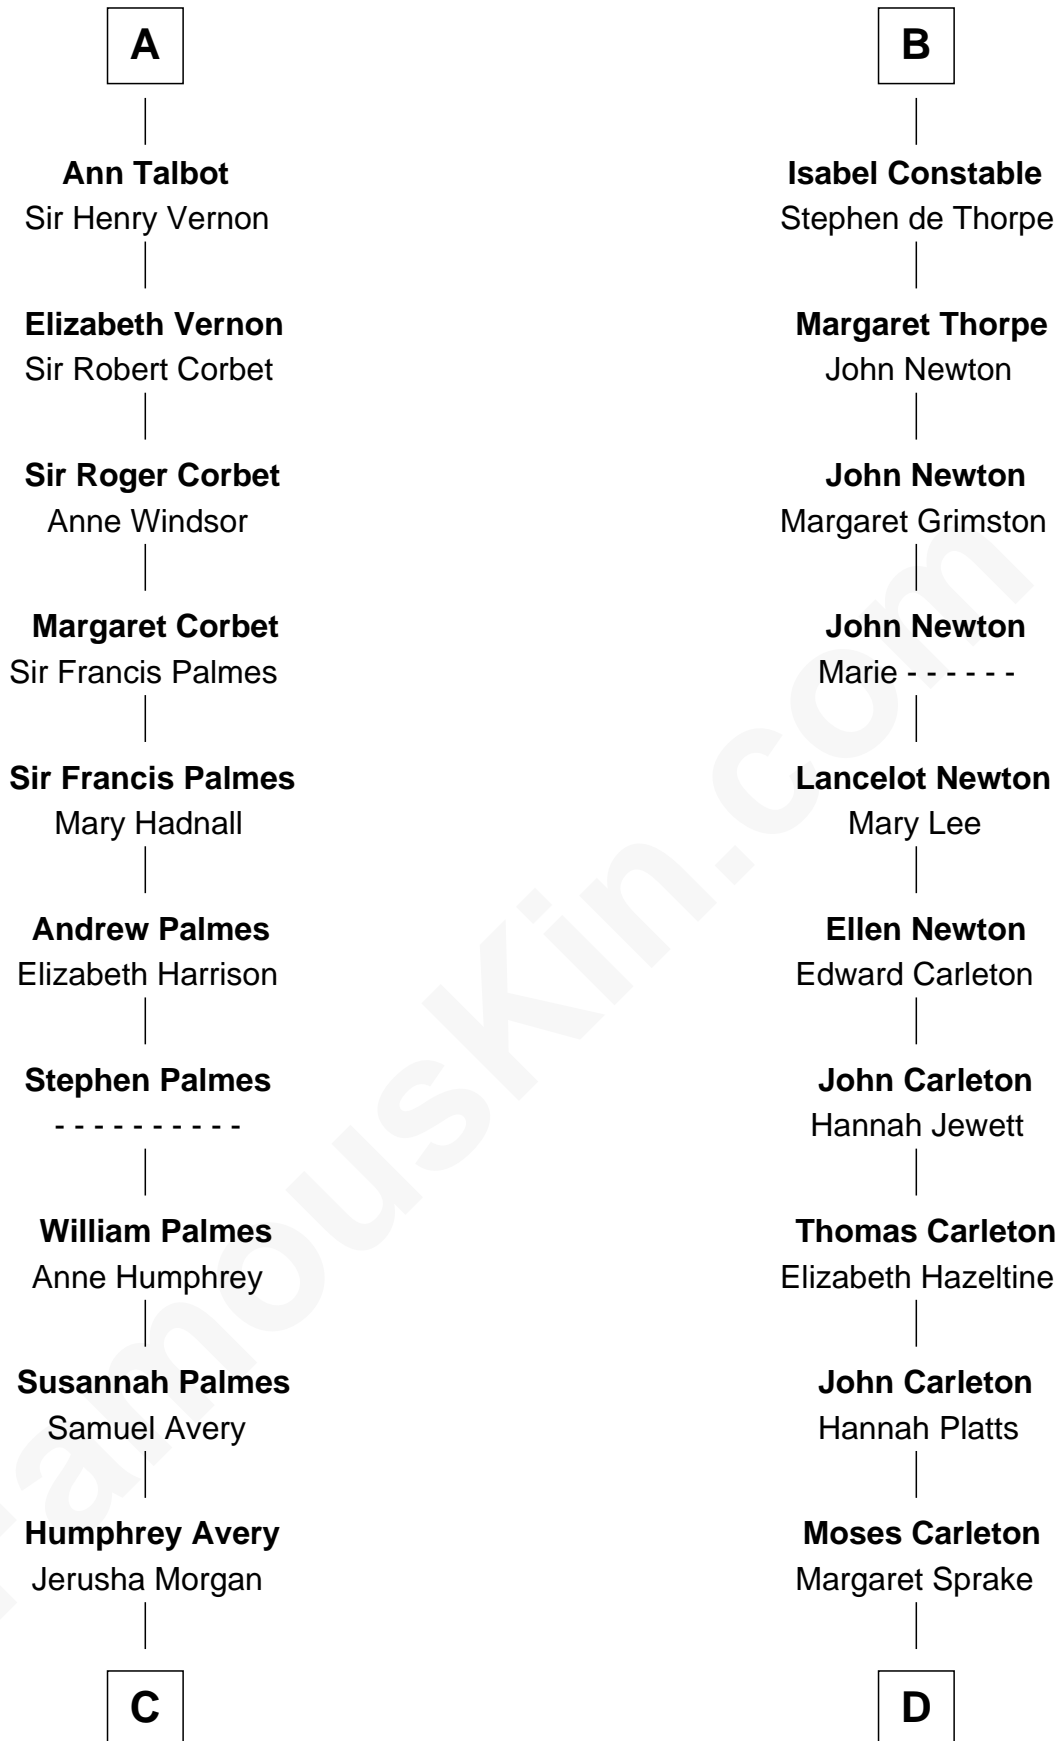 A
Ann Talbot
Sir Henry Vernon
Elizabeth Vernon
Sir Robert Corbet
Sir Roger Corbet
Anne Windsor
Margaret Corbet
Sir Francis Palmes
Sir Francis Palmes
Mary Hadnall
Andrew Palmes
Elizabeth Harrison
Stephen Palmes
- - - - - - - - - -
William Palmes
Anne Humphrey
Susannah Palmes
Samuel Avery
Humphrey Avery
Jerusha Morgan
C
B
Isabel Constable
Stephen de Thorpe
Margaret Thorpe
John Newton
John Newton
Margaret Grimston
John Newton
Marie - - - - - -
Lancelot Newton
Mary Lee
Ellen Newton
Edward Carleton
John Carleton
Hannah Jewett
Thomas Carleton
Elizabeth Hazeltine
John Carleton
Hannah Platts
Moses Carleton
Margaret Sprake
D
FamousKin.com